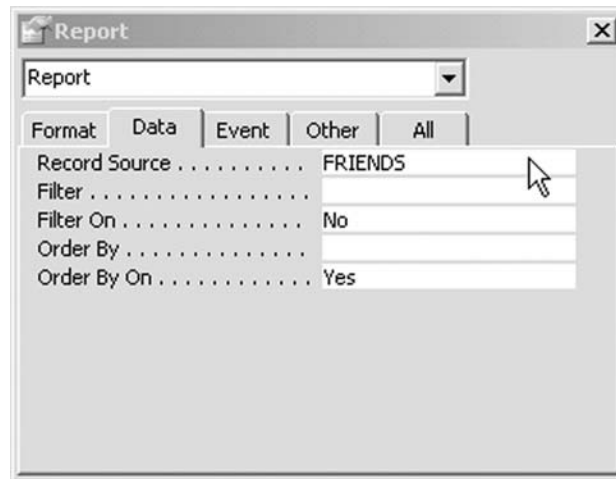 Report
Report
Format Data Event Other All
Record Source . . . . . . . . . . FRIENDS
Filter . . . . . . . . . . . . . . . . . .
Filter On . . . . . . . . . . . . . . . No
Order By . . . . . . . . . . . . . . .
Order By On . . . . . . . . . . . . Yes